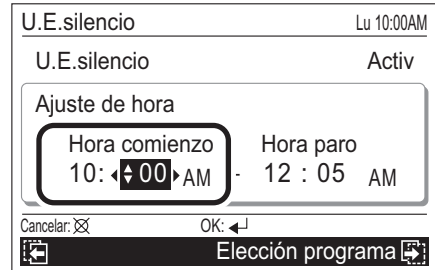 U.E.silencio Lu 10:00AM
U.E.silencio Activ
Ajuste de hora
Hora comienzo Hora paro
10: 00 AM - 12 : 05 AM
Cancelar: OK:
Elección programa